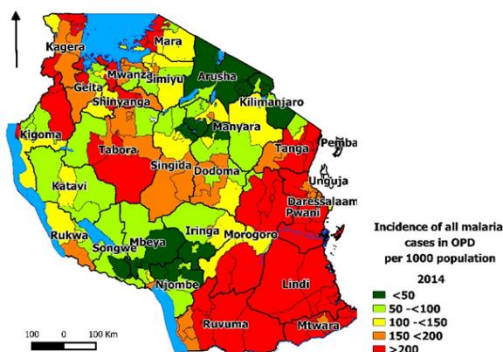 Kagera
Mara
Mwanza
Geita
Simiyu
Arusha
Shinyanga
Kilimanjaro
Kigoma
Manyara
Tabora
Tanga
Pemba
Singida
Dodoma
Unguja
Katavi
Daressalaam
Pwani
Rukwa
Iringa
Mbeya
Morogoro
Songwe
Njombe
Lindi
Ruvuma
Mtwara
Incidence of all malaria
cases in OPD
per 1000 population
2014
<50
50 -<100
100 -<150
150 <200
>200
100 0 100 Km